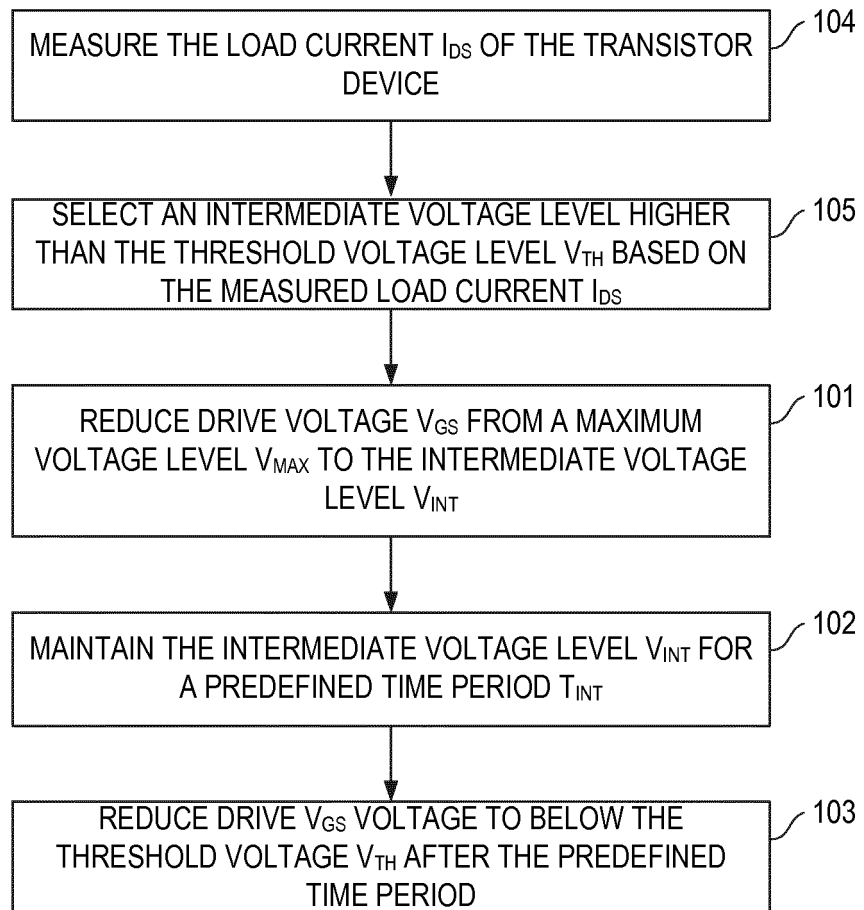 104
MEASURE THE LOAD CURRENT IDS OF THE TRANSISTOR
DEVICE
105
SELECT AN INTERMEDIATE VOLTAGE LEVEL HIGHER
THAN THE THRESHOLD VOLTAGE LEVEL VTH BASED ON
THE MEASURED LOAD CURRENT IDS
101
REDUCE DRIVE VOLTAGE VGS FROM A MAXIMUM
VOLTAGE LEVEL VMAX TO THE INTERMEDIATE VOLTAGE
LEVEL VINT
102
MAINTAIN THE INTERMEDIATE VOLTAGE LEVEL VINT FOR
A PREDEFINED TIME PERIOD TINT
103
REDUCE DRIVE VGS VOLTAGE TO BELOW THE
THRESHOLD VOLTAGE VTH AFTER THE PREDEFINED
TIME PERIOD